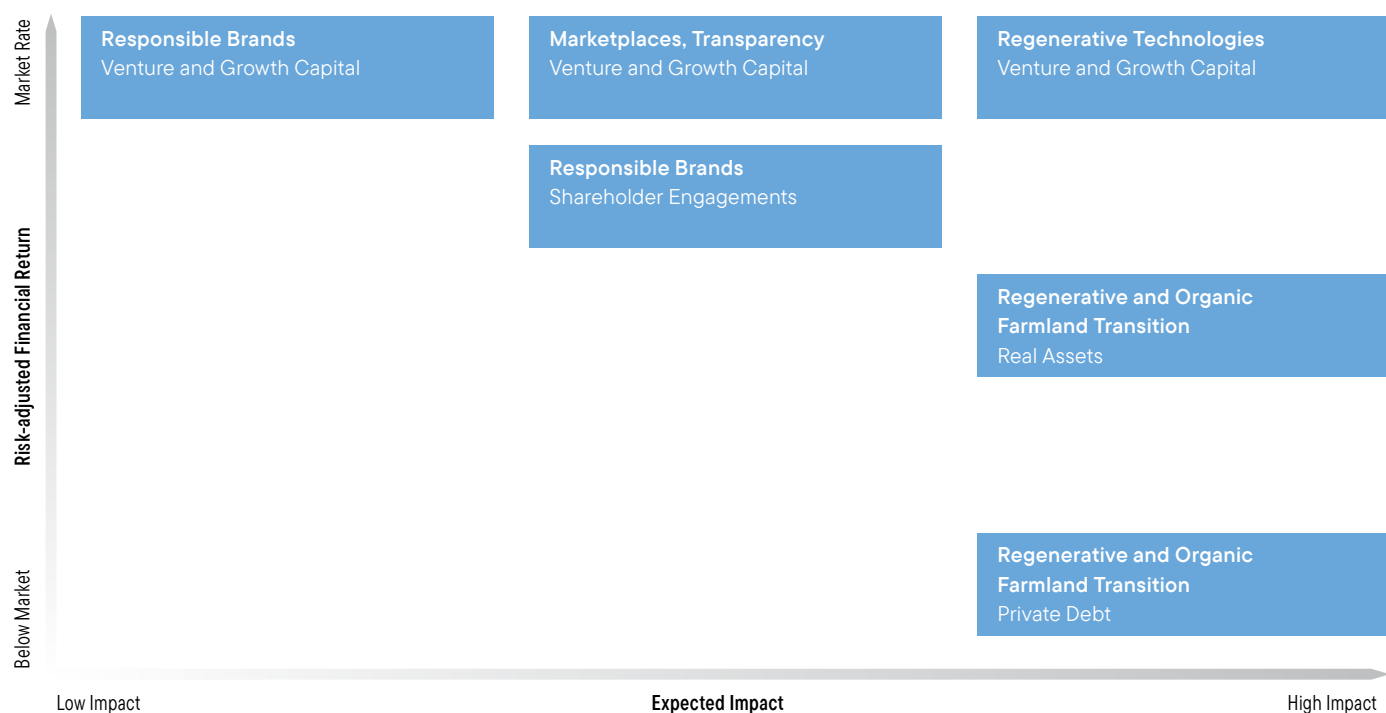 Market Rate
Risk-adjusted Financial Return
Below Market
Responsible Brands
Venture and Growth Capital
Marketplaces, Transparency
Venture and Growth Capital
Regenerative Technologies
Venture and Growth Capital
Responsible Brands
Shareholder Engagements
Regenerative and Organic
Farmland Transition
Real Assets
Regenerative and Organic
Farmland Transition
Private Debt
Low Impact
Expected Impact
High Impact